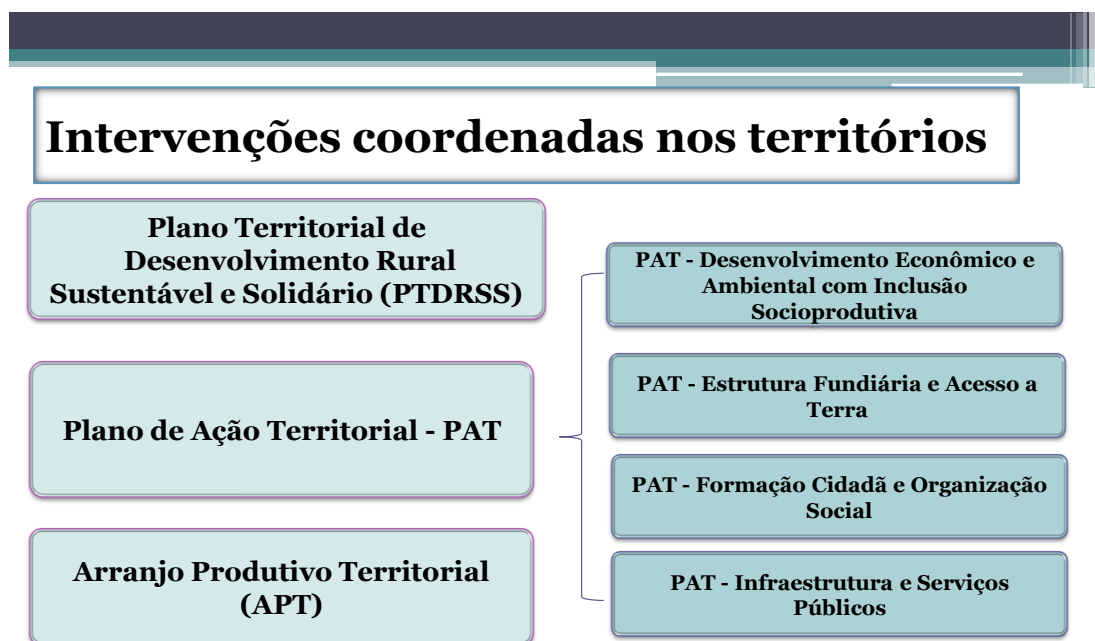 Intervenções coordenadas nos territórios
Plano Territorial de
Desenvolvimento Rural
Sustentável e Solidário (PTDRSS)
Plano de Ação Territorial - PAT
Arranjo Produtivo Territorial
(APT)
PAT - Desenvolvimento Econômico e
Ambiental com Inclusão
Socioprodutiva
PAT - Estrutura Fundiária e Acesso a
Terra
PAT - Formação Cidadã e Organização
Social
PAT - Infraestrutura e Serviços
Públicos